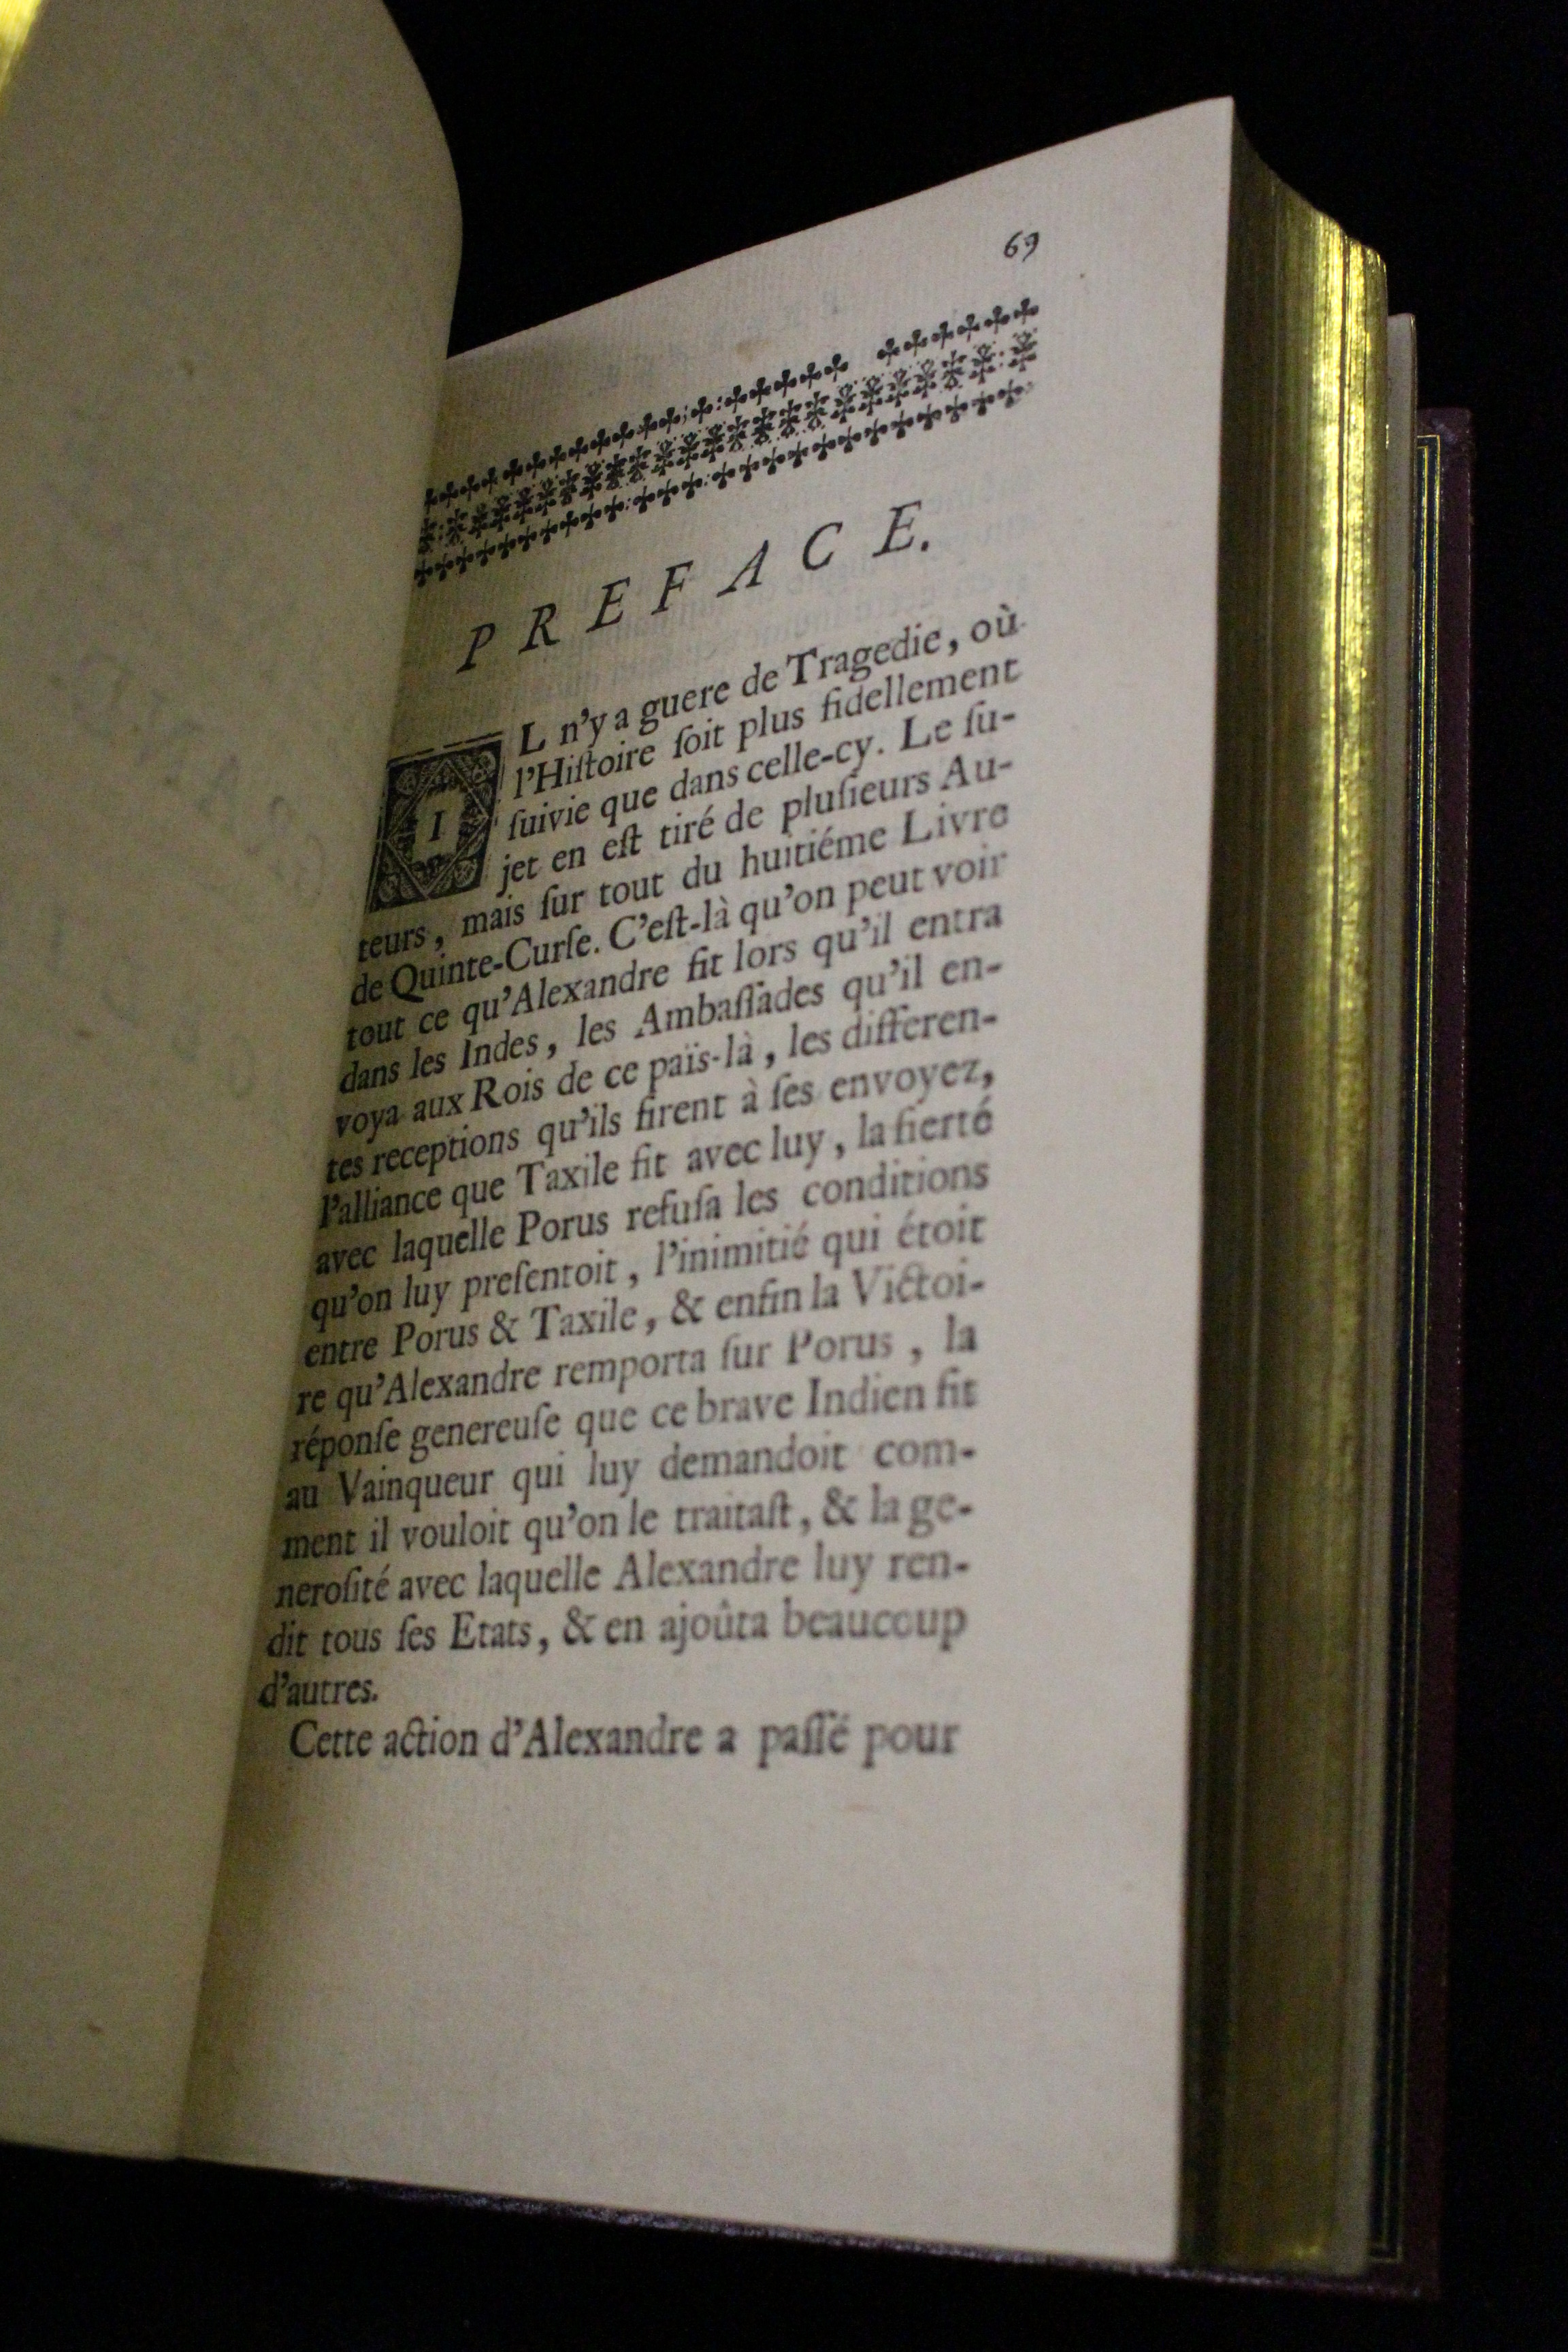 69
PREFACE.
IL n'y a guere de Tragedie, où
l'Hiſtoire ſoit plus fidellement
ſuivie que dans celle-cy. Le ſu-
jet en eſt tiré de pluſieurs Au-
teurs, mais ſur tout du huitiéme Livre
de Quinte-Curſe. C'eſt-là qu'on peut voir
tout ce qu'Alexandre fit lors qu'il entra
dans les Indes, les Ambaſſades qu'il en-
voya aux Rois de ce païs-là, les differen-
tes receptions qu'ils firent à ſes envoyez,
l'alliance que Taxile fit avec luy, la fierté
avec laquelle Porus refuſa les conditions
qu'on luy preſentoit, l'inimitié qui étoit
entre Porus & Taxile, & enfin la Victoi-
re qu'Alexandre remporta ſur Porus, la
réponſe genereuſe que ce brave Indien fit
au Vainqueur qui luy demandoit com-
ment il vouloit qu'on le traitaſt, & la ge-
neroſité avec laquelle Alexandre luy ren-
dit tous ſes Etats, & en ajoûta beaucoup
d'autres.
Cette action d'Alexandre a paſſé pour